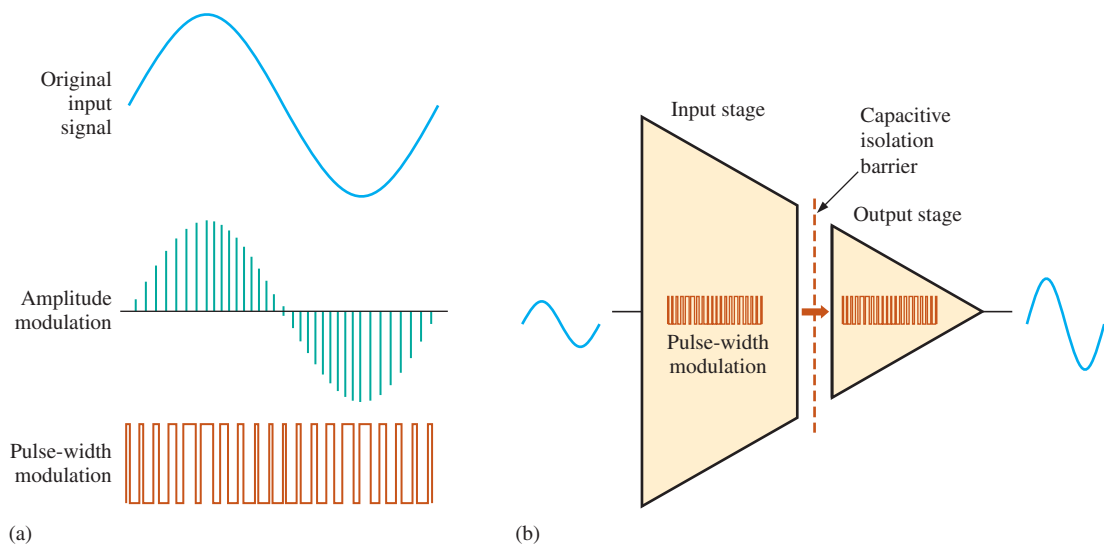 Original
input
signal
Amplitude
modulation
Pulse-width
modulation
(a)
Input stage
Capacitive
isolation
barrier
Output stage
Pulse-width
modulation
(b)